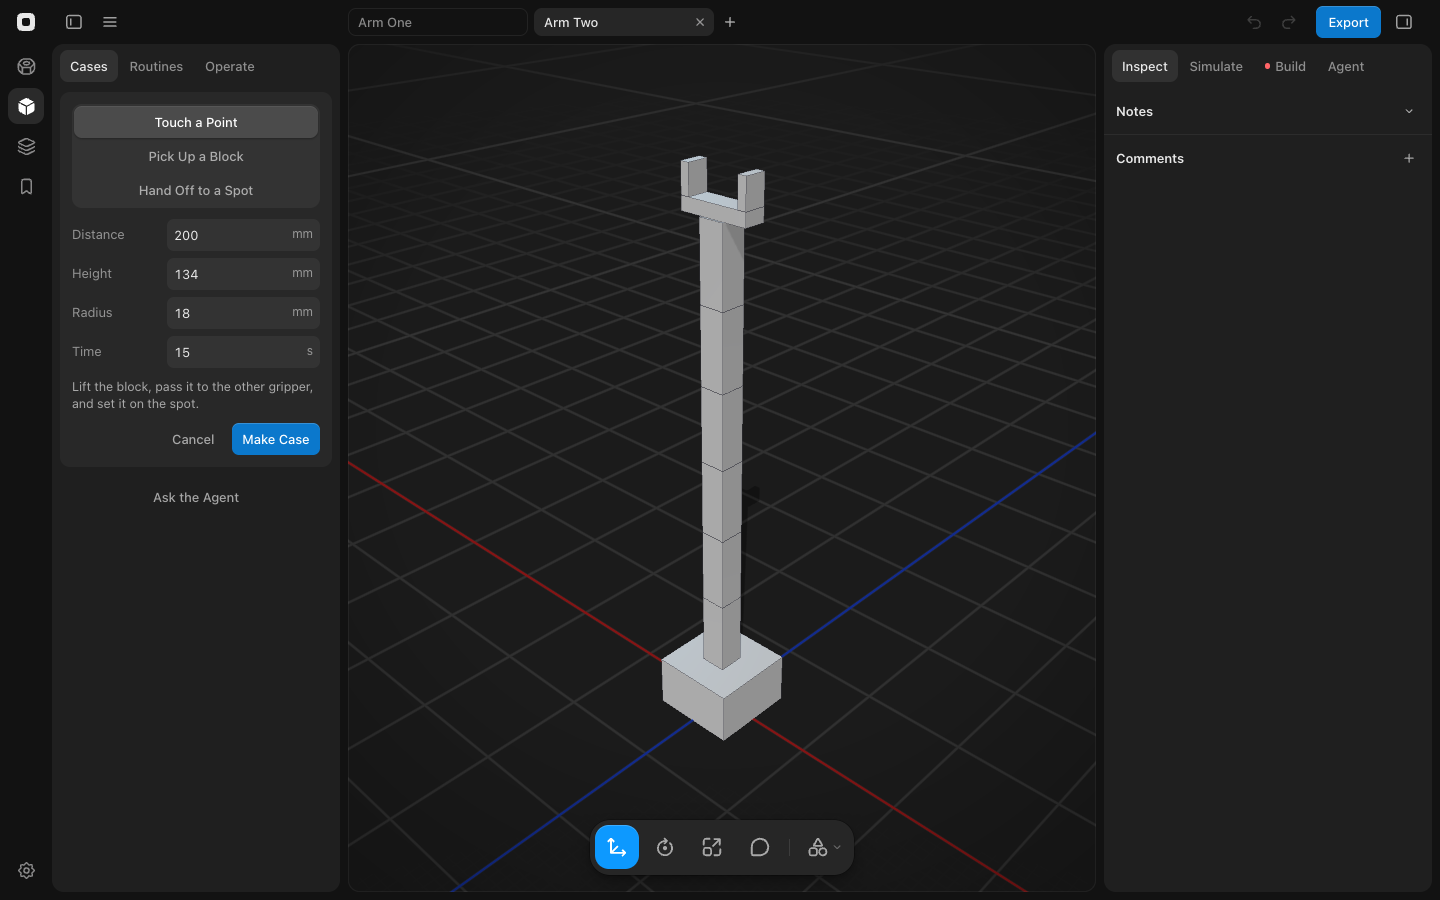 Arm One
Arm Two
Export
Cases
Routines
Operate
Touch a Point
Pick Up a Block
Hand Off to a Spot
Distance
200
mm
Height
134
mm
Radius
18
mm
Time
15
s
Lift the block, pass it to the other gripper,
and set it on the spot.
Cancel
Make Case
Ask the Agent
Inspect
Simulate
Build
Agent
Notes
Comments